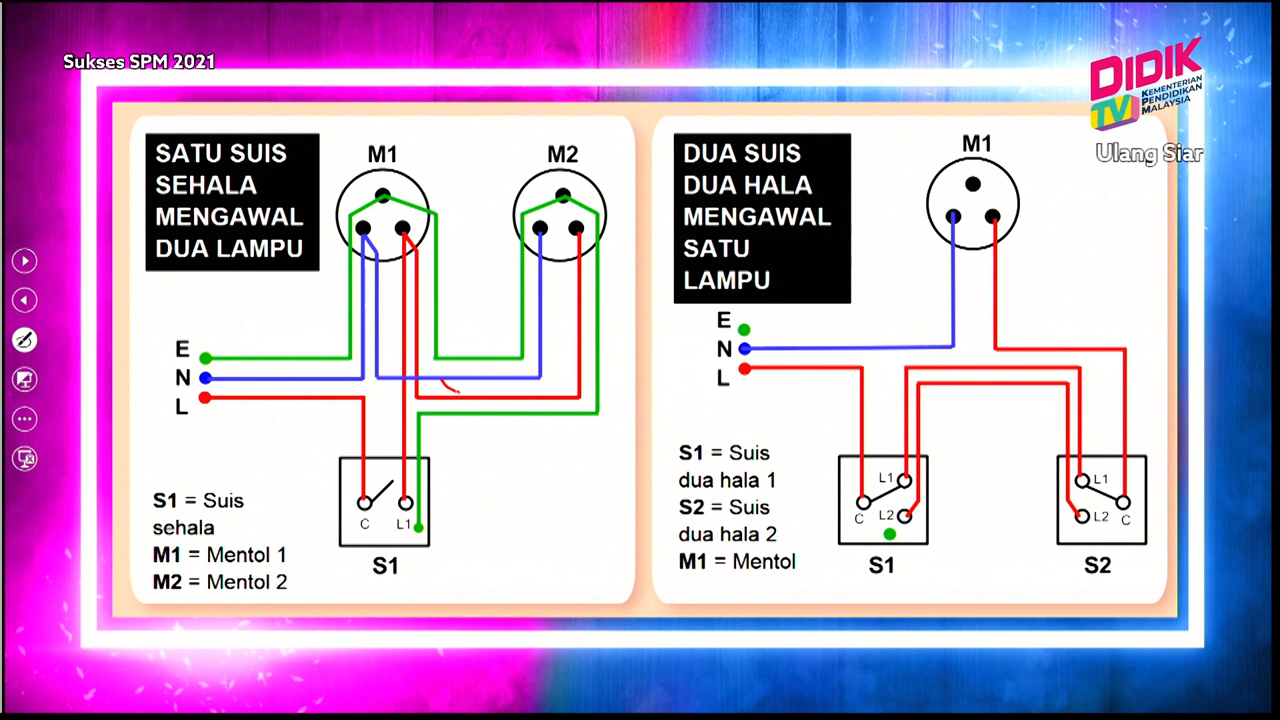 Sukses SPM 2021
DIDIK
TV
KEMENTERIAN
PENDIDIKAN
MALAYSIA
Ulang Siar
SATU SUIS
SEHALA
MENGAWAL
DUA LAMPU
M1
M2
E
N
L
C
L1
S1
S1 = Suis
sehala
M1 = Mentol 1
M2 = Mentol 2
DUA SUIS
DUA HALA
MENGAWAL
SATU
LAMPU
M1
E
N
L
S1 = Suis
dua hala 1
S2 = Suis
dua hala 2
M1 = Mentol
L1
C
L2
S1
L1
L2
C
S2